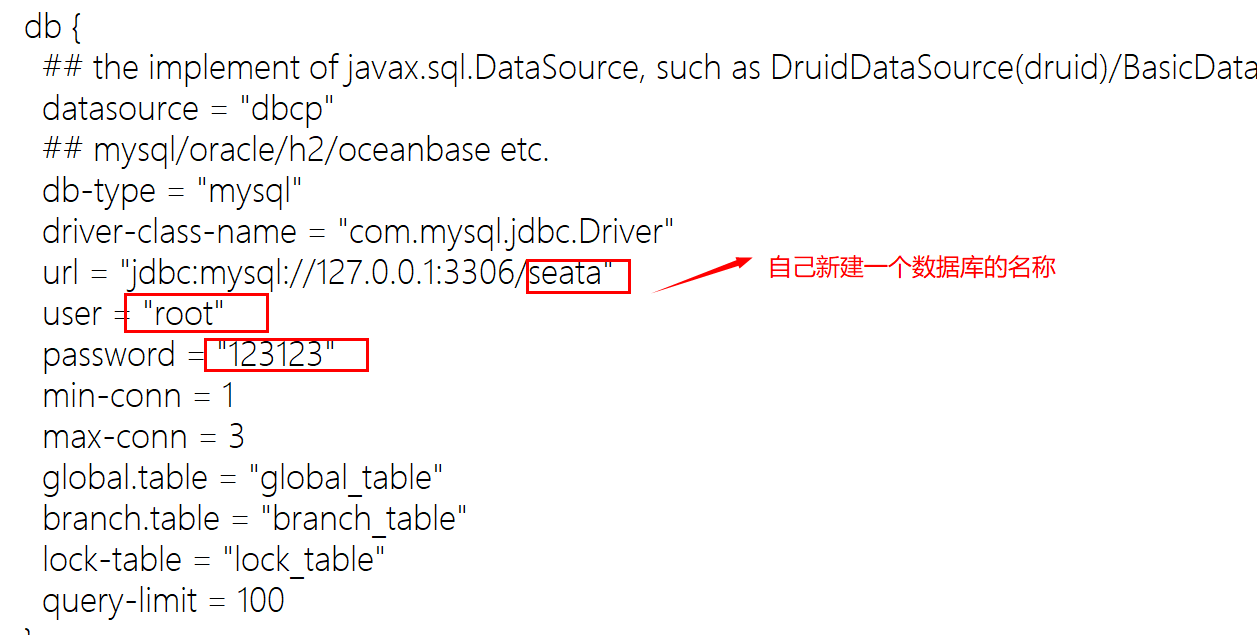 db {
## the implement of javax.sql.DataSource, such as DruidDataSource(druid)/BasicData
datasource = "dbcp"
## mysql/oracle/h2/oceanbase etc.
db-type = "mysql"
driver-class-name = "com.mysql.jdbc.Driver"
url = "jdbc:mysql://127.0.0.1:3306/seata"
自己新建一个数据库的名称
user = "root"
password = "123123"
min-conn = 1
max-conn = 3
global.table = "global_table"
branch.table = "branch_table"
lock-table = "lock_table"
query-limit = 100
}